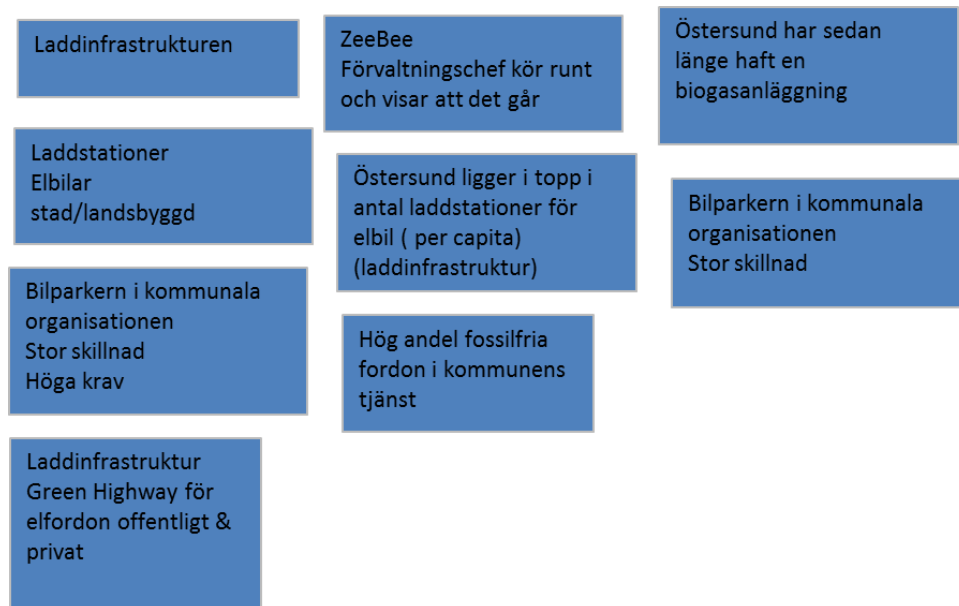 Laddinfrastrukturen
Laddstationer
Elbilar
stad/landsbyggd
Bilparkern i kommunala
organisationen
Stor skillnad
Höga krav
Laddinfrastruktur
Green Highway för
elfordon offentligt &
privat
ZeeBee
Förvaltningschef kör runt
och visar att det går
Östersund ligger i topp i
antal laddstationer för
elbil ( per capita)
(laddinfrastruktur)
Hög andel fossilfria
fordon i kommunens
tjänst
Östersund har sedan
länge haft en
biogasanläggning
Bilparkern i kommunala
organisationen
Stor skillnad